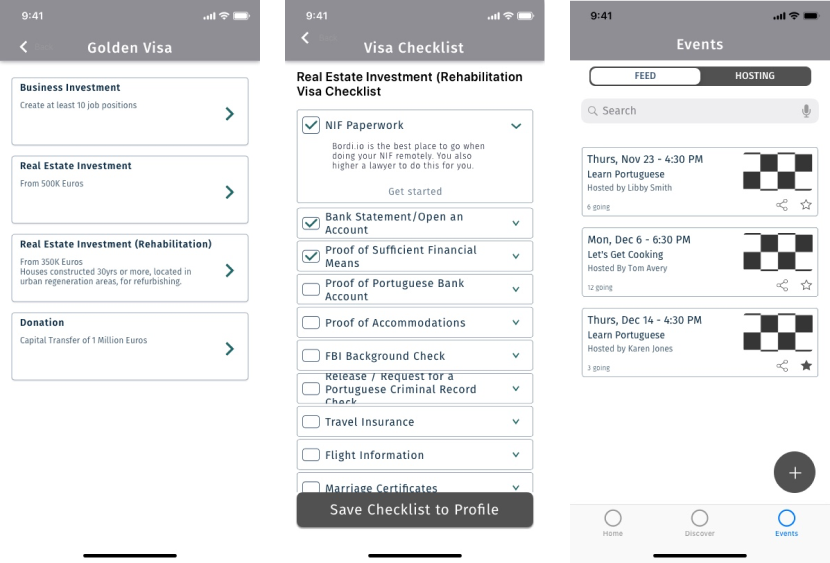 9:41
Golden Visa
Business Investment
Create at least 10 job positions
Real Estate Investment
From 500K Euros
Real Estate Investment (Rehabilitation)
From 350K Euros
Houses constructed 30yrs or more, located in
urban regeneration areas, for refurbishing.
Donation
Capital Transfer of 1 Million Euros
9:41
Visa Checklist
Real Estate Investment (Rehabilitation
Visa Checklist
NIF Paperwork
Bordi.io is the best place to go when
doing your NIF remotely. You also
higher a lawyer to do this for you.
Get started
Bank Statement/Open an
Account
Proof of Sufficient Financial
Means
Proof of Portuguese Bank
Account
Proof of Accommodations
FBI Background Check
Release / Request for a
Portuguese Criminal Record
Check
Travel Insurance
Flight Information
Marriage Certificates
Save Checklist to Profile
9:41
Events
FEED
HOSTING
Search
Thurs, Nov 23 - 4:30 PM
Learn Portuguese
Hosted by Libby Smith
6 going
Mon, Dec 6 - 6:30 PM
Let's Get Cooking
Hosted By Tom Avery
12 going
Thurs, Dec 14 - 4:30 PM
Learn Portuguese
Hosted by Karen Jones
3 going
Home
Discover
Events